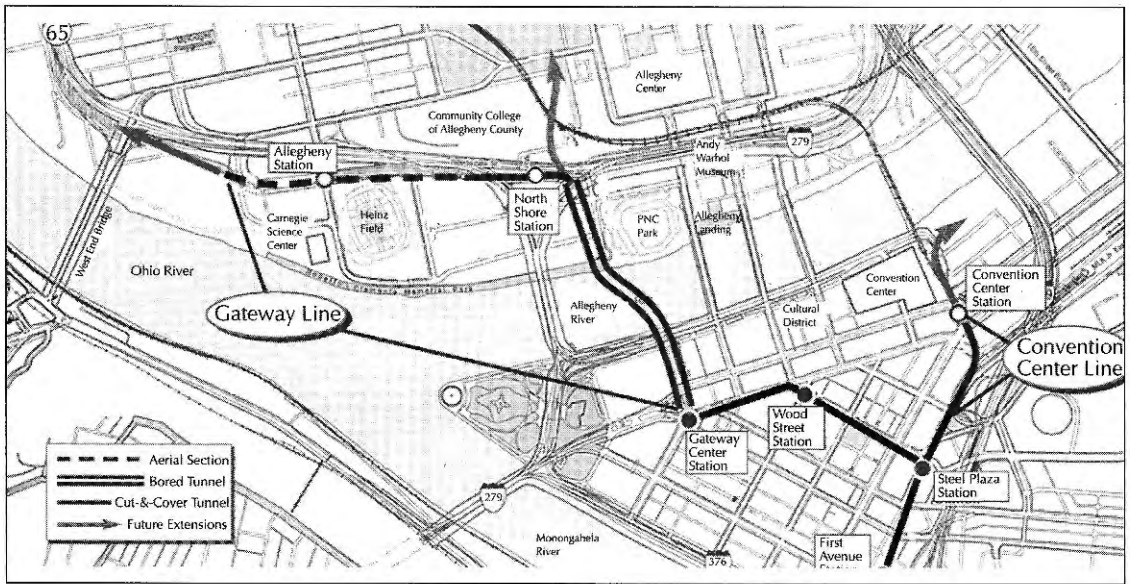 65
Allegheny
Center
Community College
of Allegheny County
Allegheny
Station
279
Andy
Warhol
Museum
North
Shore
Station
Carnegie
Science
Center
Heinz
Field
PNC
Park
Allegheny
Landing
West End Bridge
Ohio River
Convention
Center
Convention
Center
Station
Gateway Line
Allegheny
River
Cultural
District
Convention
Center Line
Wood
Street
Station
Gateway
Center
Station
Steel Plaza
Station
Aerial Section
Bored Tunnel
Cut-&-Cover Tunnel
Future Extensions
279
Monongahela
River
376
First
Avenue